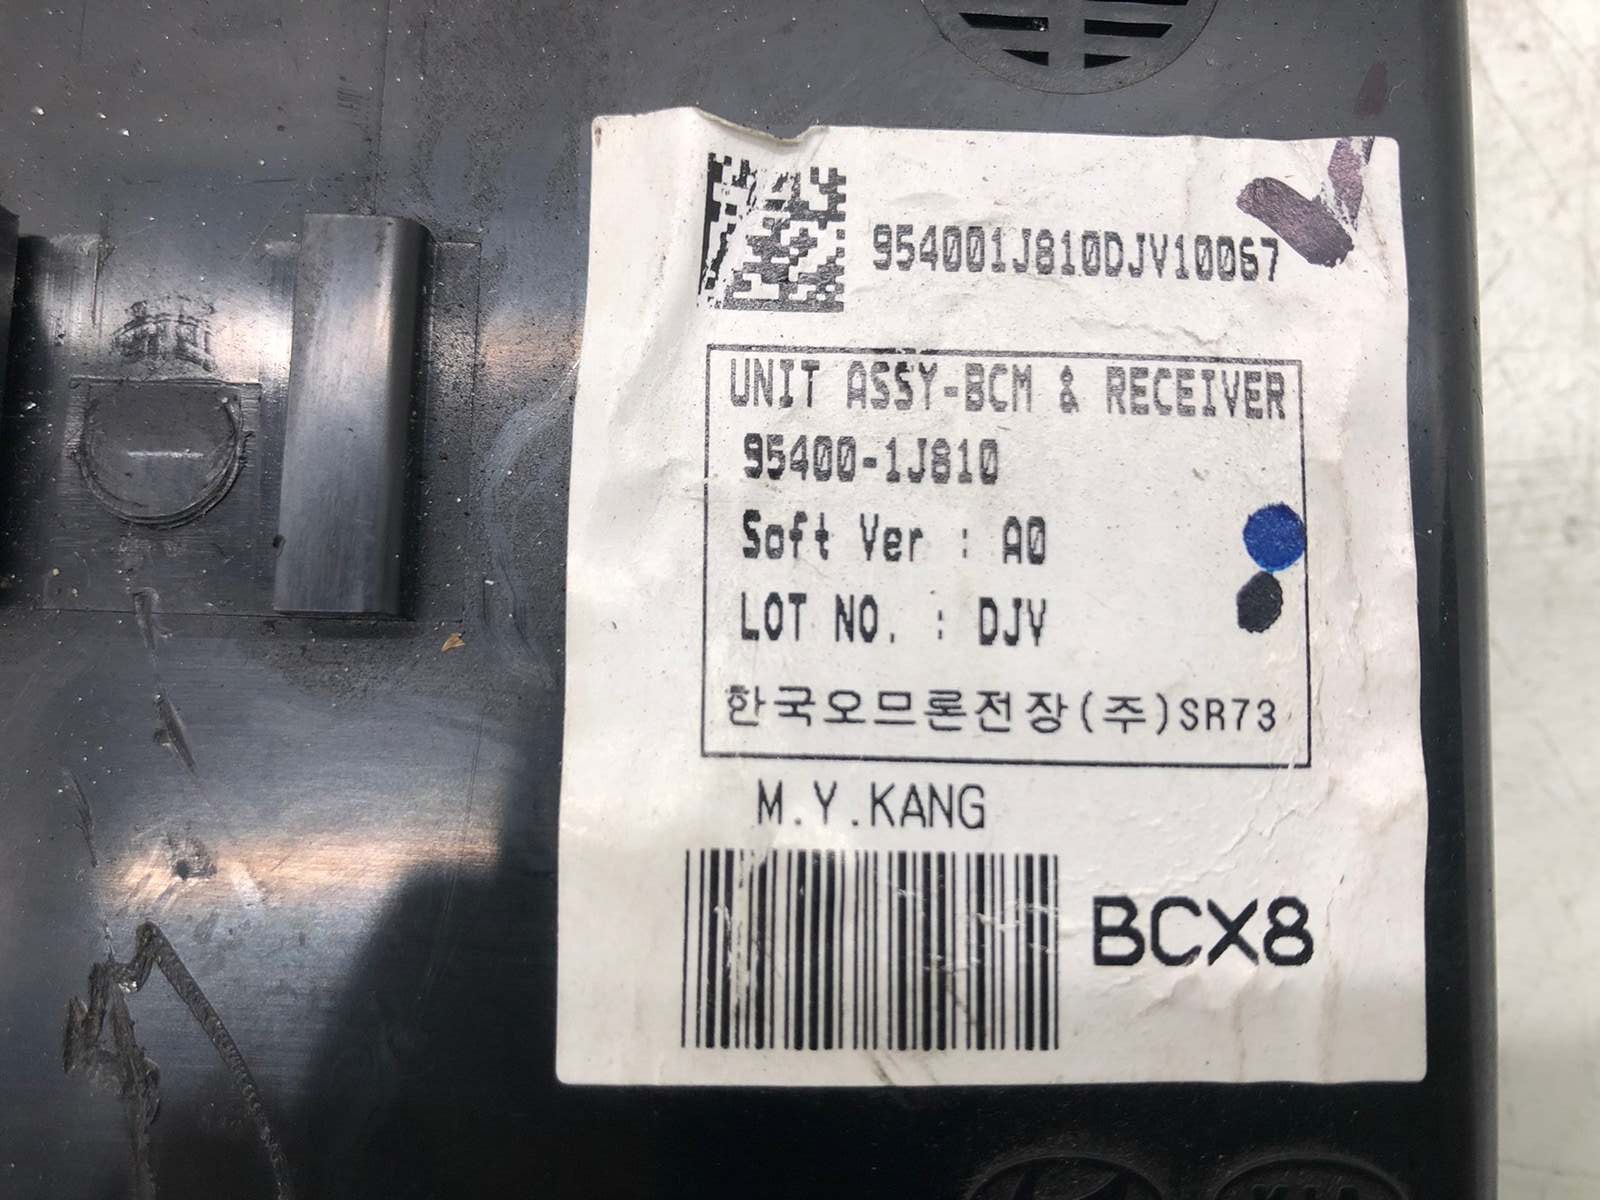 954001J810DJV10067
UNIT ASSY-BCM & RECEIVER
95400-1J810
Soft Ver : A0
LOT NO. : DJV
한국오므론전장(주)SR73
M.Y.KANG
BCX8